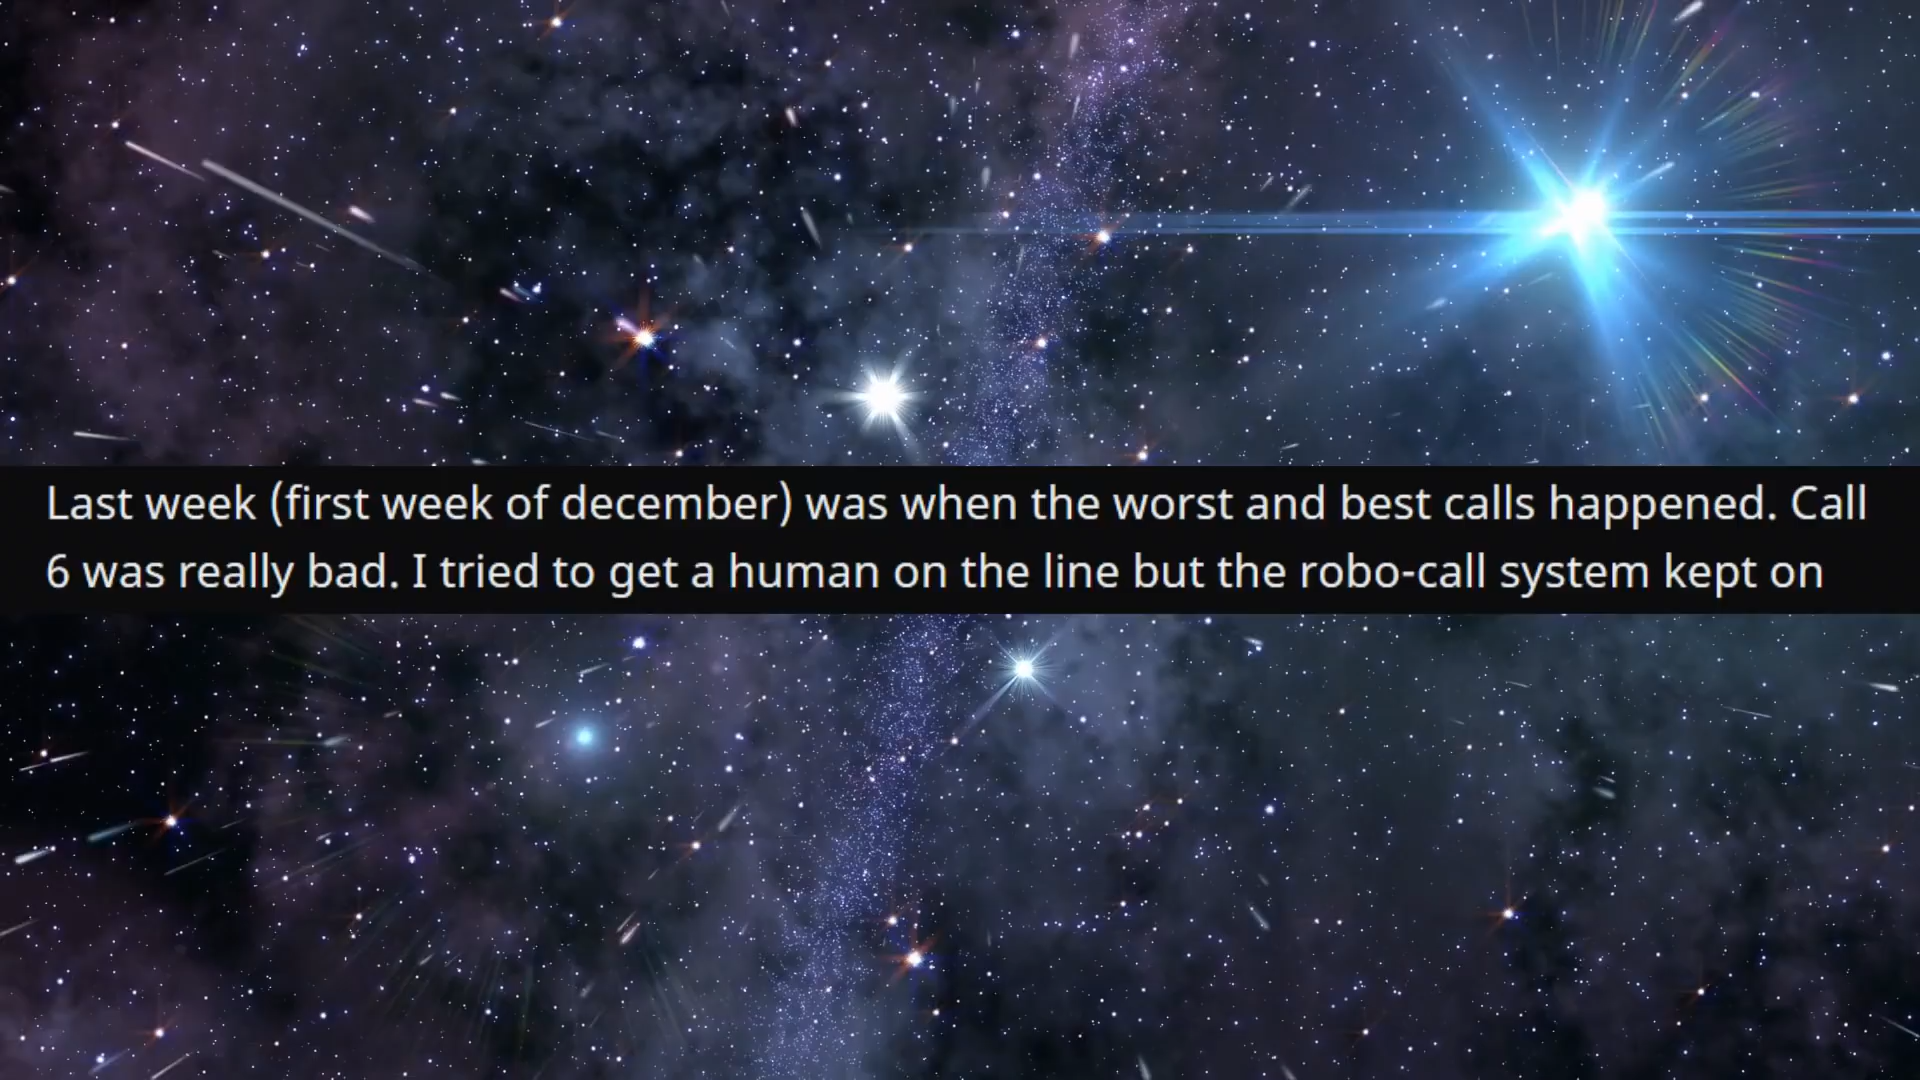 Last week (first week of december) was when the worst and best calls happened. Call
6 was really bad. I tried to get a human on the line but the robo-call system kept on